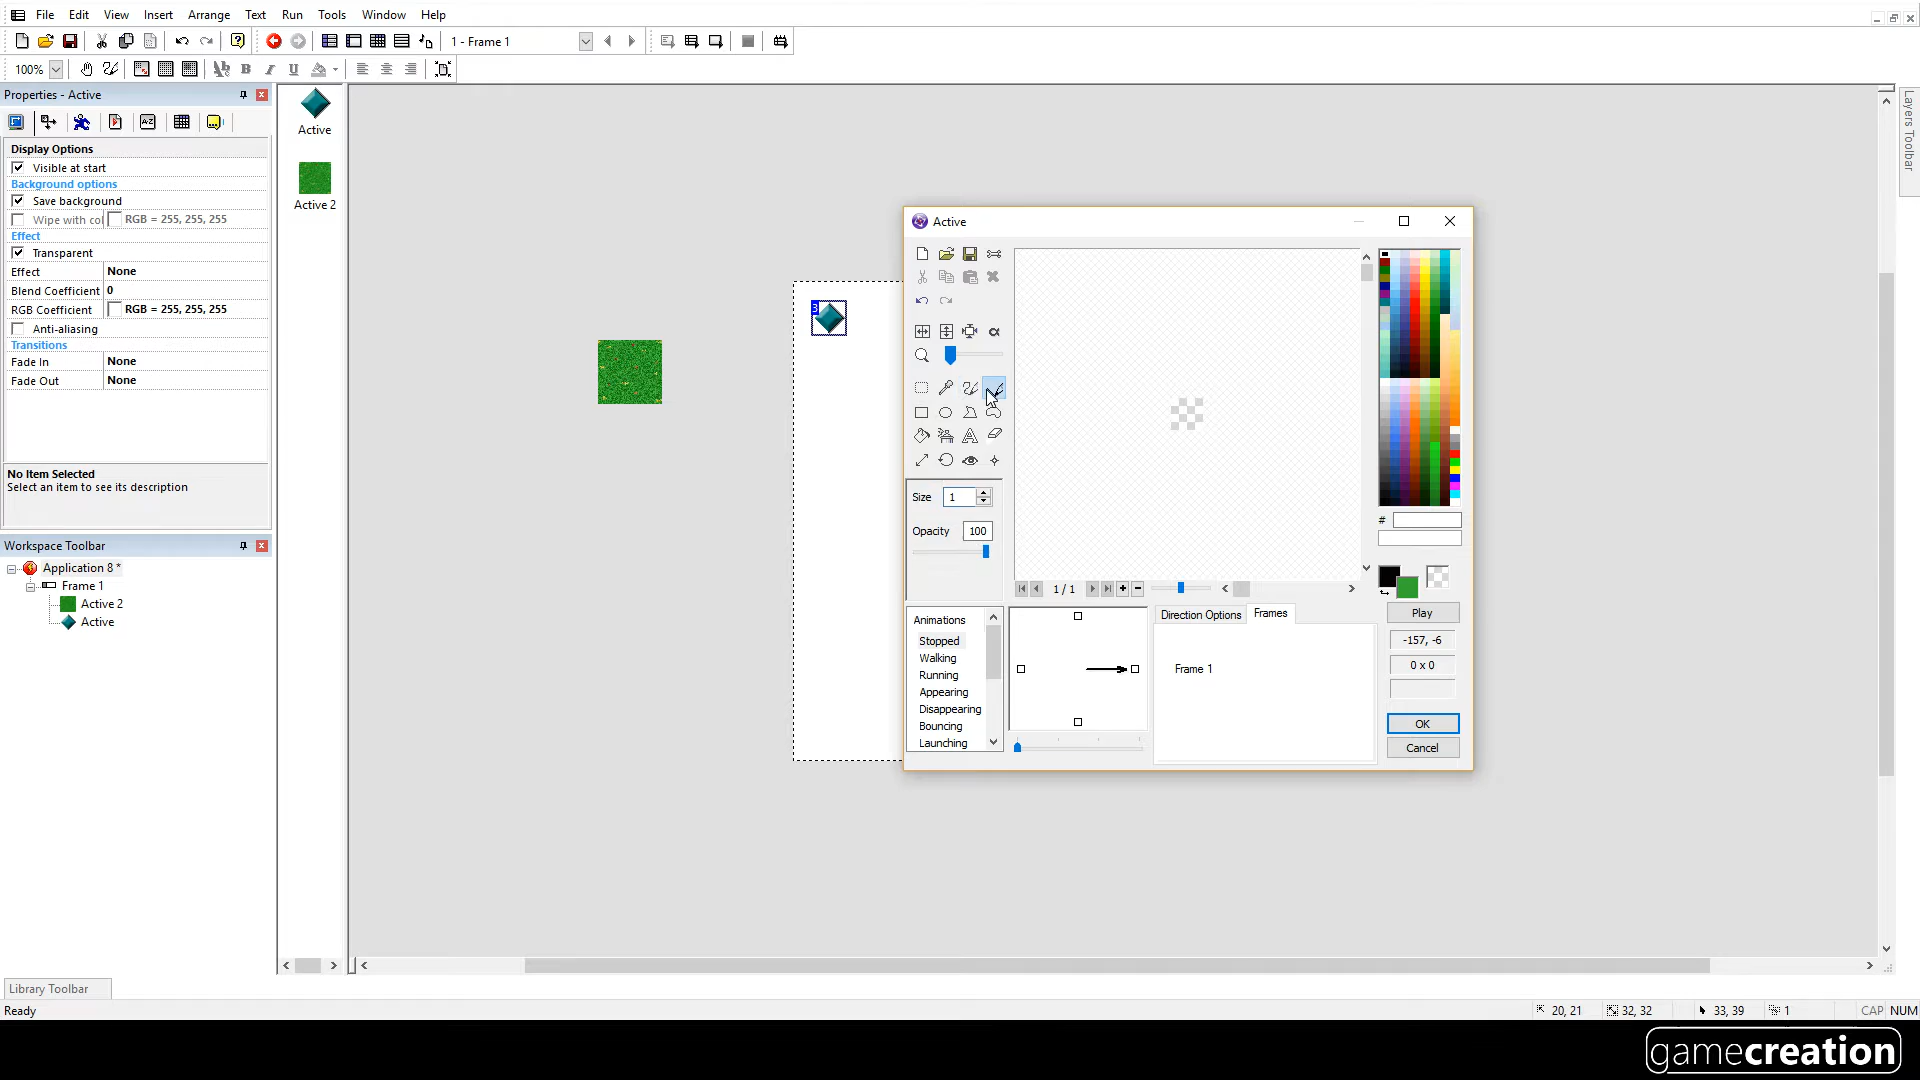 File Edit View Insert Arrange Text Run Tools Window Help
1 - Frame 1
100%
Properties - Active
Display Options
Visible at start
Background options
Save background
Wipe with col RGB = 255, 255, 255
Effect
Transparent
Effect None
Blend Coefficient 0
RGB Coefficient RGB = 255, 255, 255
Anti-aliasing
Transitions
Fade In None
Fade Out None
No Item Selected
Select an item to see its description
Workspace Toolbar
Application 8 *
Frame 1
Active 2
Active
Library Toolbar
Ready
Active
Active 2
3
Layers Toolbar
Active
Size 1
Opacity 100
1 / 1
#
Animations
Stopped
Walking
Running
Appearing
Disappearing
Bouncing
Launching
Direction Options Frames
Frame 1
Play
-157, -6
0 x 0
OK
Cancel
20, 21 32, 32 33, 39 1 CAP NUM
gamecreation